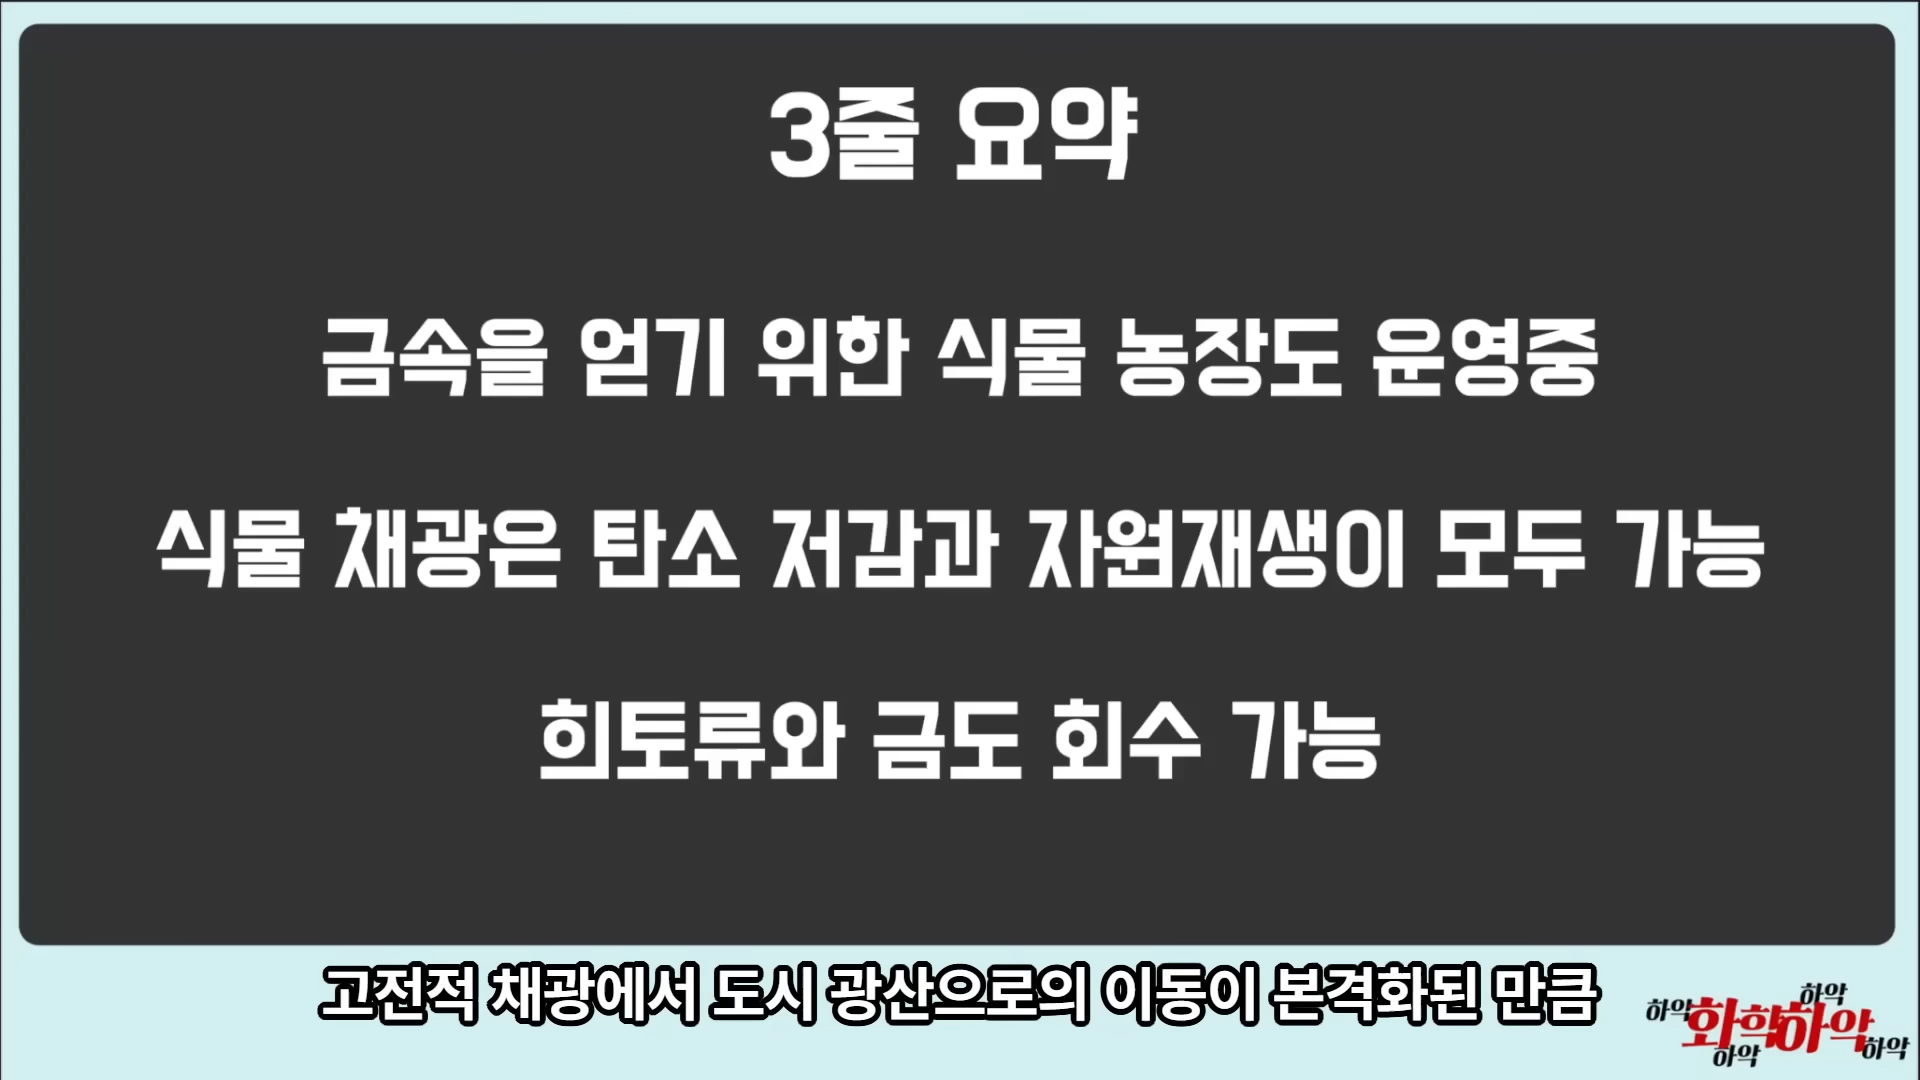 3줄 요약
금속을 얻기 위한 식물 농장도 운영중
식물 채광은 탄소 저감과 자원재생이 모두 가능
희토류와 금도 회수 가능
고전적 채광에서 도시 광산으로의 이동이 본격화된 만큼
하약
하약
화학하약
하약
하약